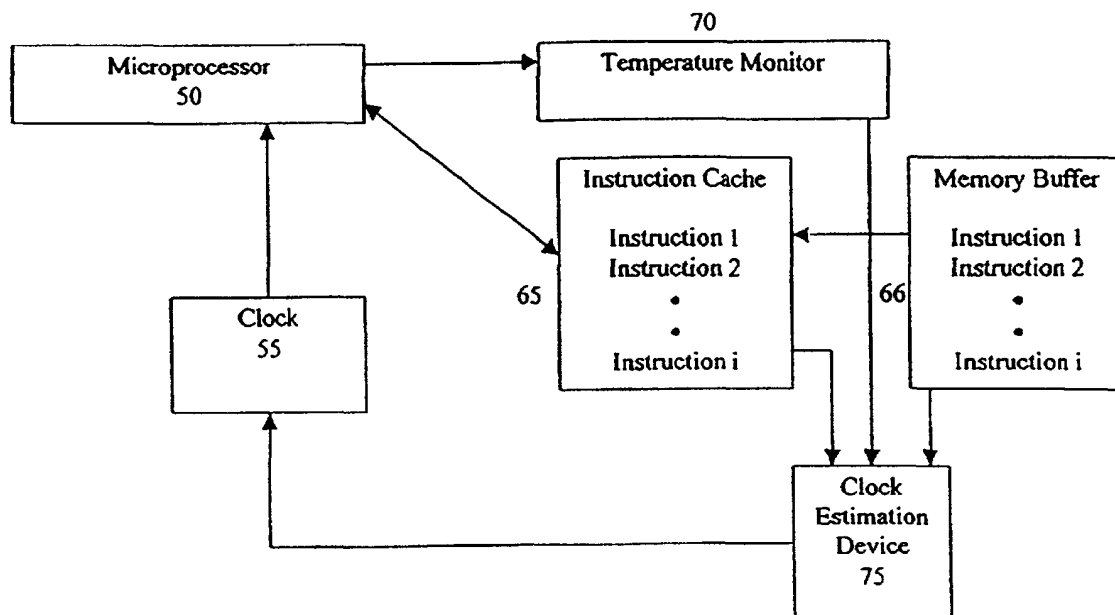 70
Microprocessor
50
Temperature Monitor
Instruction Cache
Instruction 1
Instruction 2
•
•
Instruction i
65
Memory Buffer
Instruction 1
Instruction 2
•
•
Instruction i
66
Clock
55
Clock
Estimation
Device
75